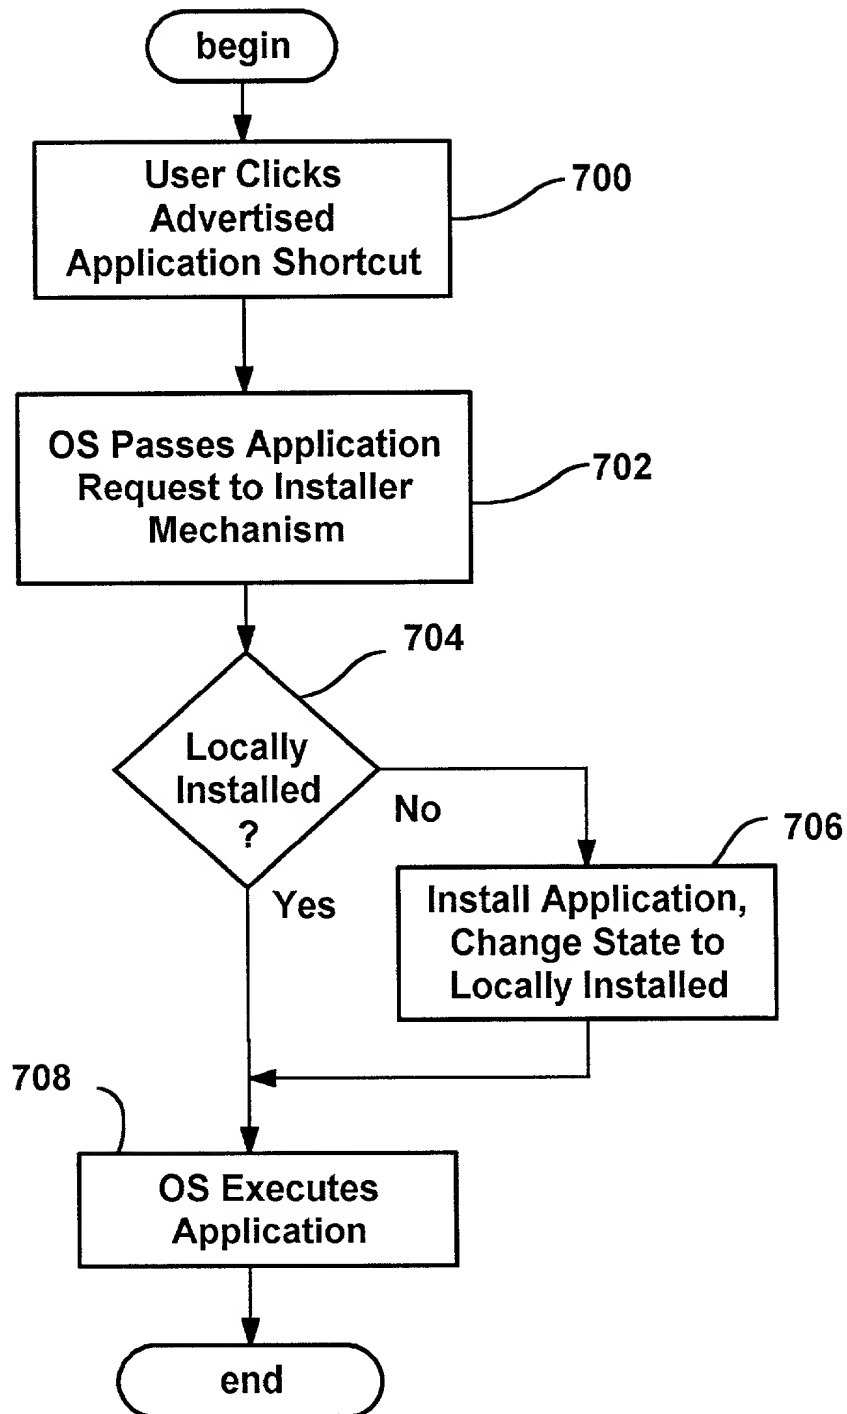 begin
User Clicks
Advertised
Application Shortcut
700
OS Passes Application
Request to Installer
Mechanism
702
704
Locally
Installed
?
No
Yes
706
Install Application,
Change State to
Locally Installed
708
OS Executes
Application
end